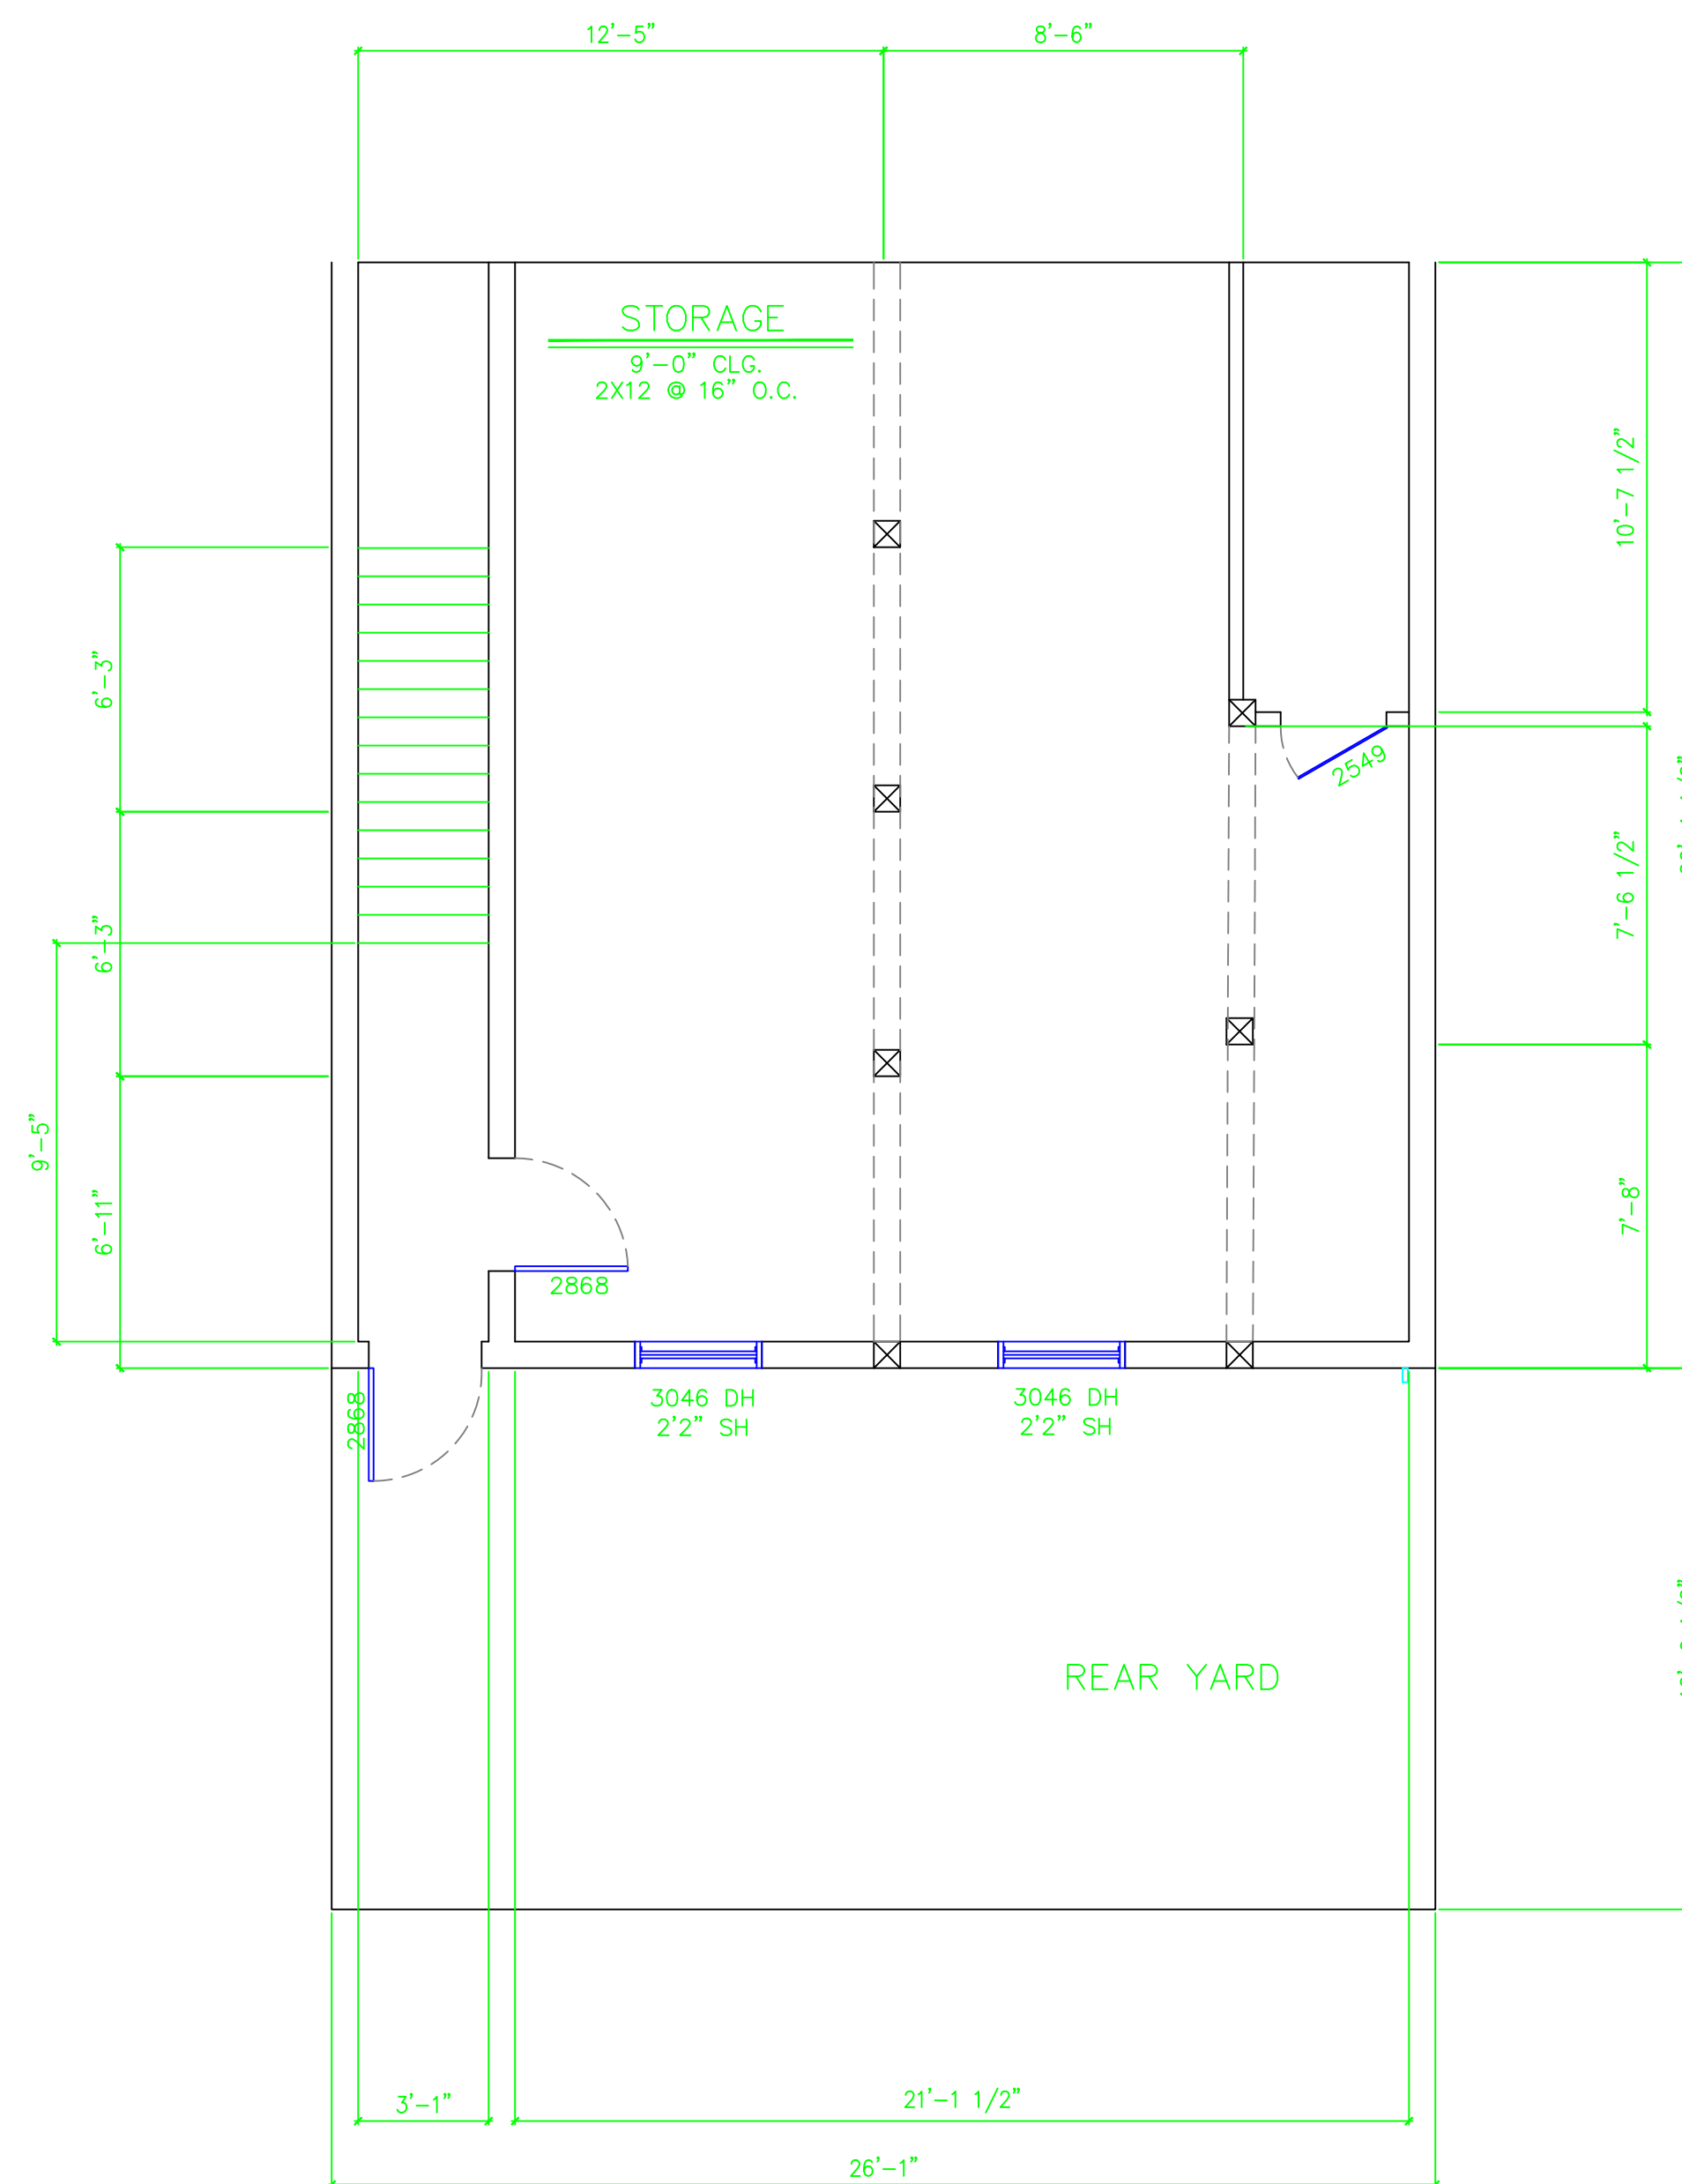 12'-5"
8'-6"
STORAGE
9'-0" CLG.
2X12 @ 16" O.C.
10'-7 1/2"
6'-3"
2549
7'-6 1/2"
6'-3"
9'-5"
7'-8"
6'-11"
2868
2868
3046 DH
2'2" SH
3046 DH
2'2" SH
REAR YARD
3'-1"
21'-1 1/2"
26'-1"